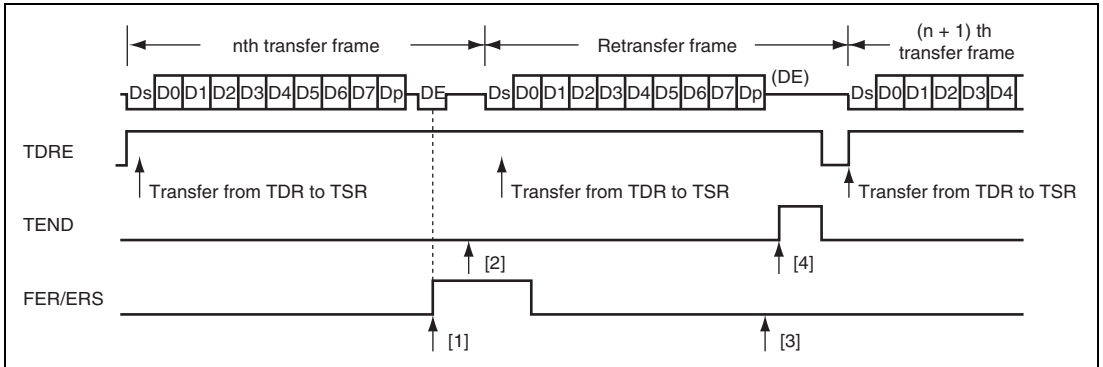 nth transfer frame
Retransfer frame
(n + 1) th
transfer frame
(DE)
Ds D0 D1 D2 D3 D4 D5 D6 D7 Dp DE Ds D0 D1 D2 D3 D4 D5 D6 D7 Dp Ds D0 D1 D2 D3 D4
TDRE
Transfer from TDR to TSR Transfer from TDR to TSR Transfer from TDR to TSR
TEND
[2] [4]
FER/ERS
[1] [3]